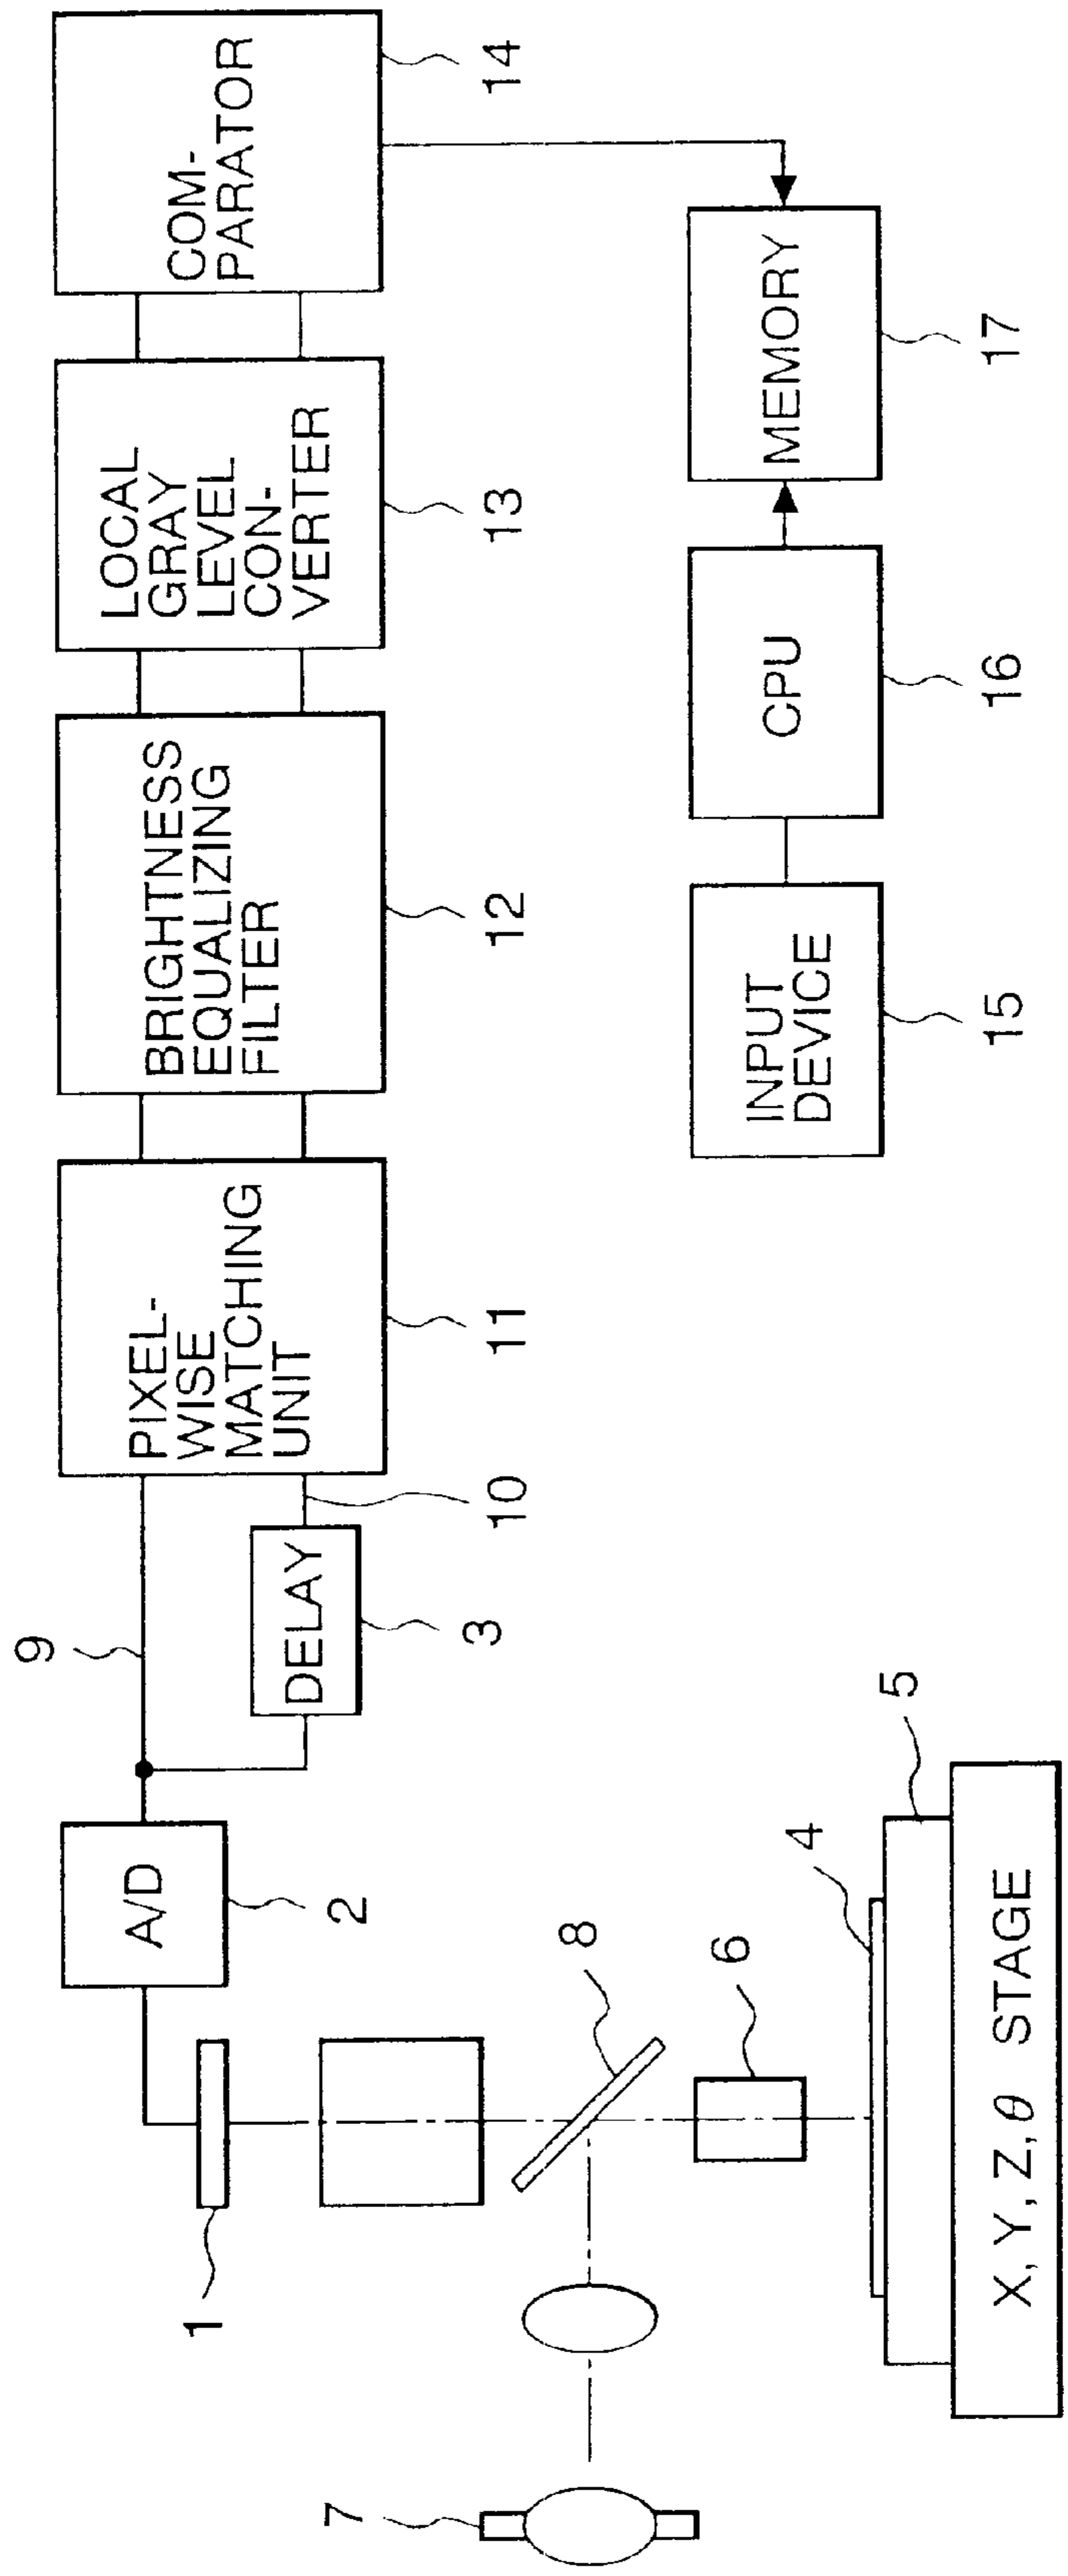 9
A/D
2
DELAY
3
10
PIXEL-
WISE
MATCHING
UNIT
11
BRIGHTNESS
EQUALIZING
FILTER
12
LOCAL
GRAY
LEVEL
CON-
VERTER
13
COM-
PARATOR
14
1
7
8
6
4
5
X, Y, Z, θ STAGE
INPUT
DEVICE
15
CPU
16
MEMORY
17